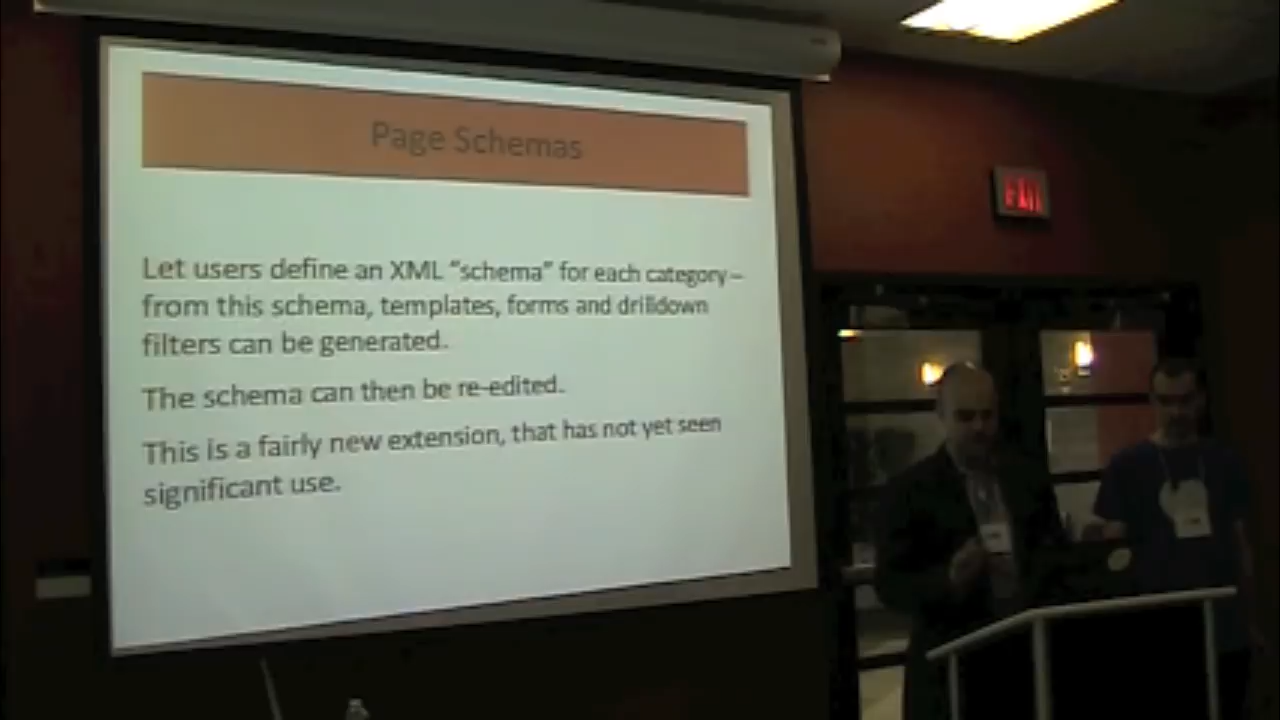 Page Schemas
Let users define an XML “schema” for each category –
from this schema, templates, forms and drilldown
filters can be generated.
The schema can then be re-edited.
This is a fairly new extension, that has not yet seen
significant use.
EXIT